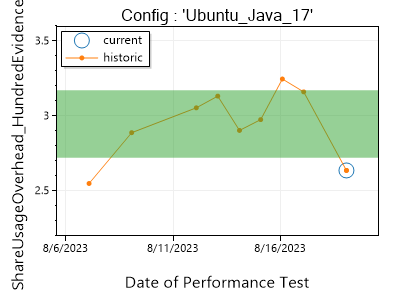 Config : 'Ubuntu_Java_17'
current
historic
ShareUsageOverhead_HundredEvidence
3.5
3
2.5
8/6/2023
8/11/2023
8/16/2023
Date of Performance Test